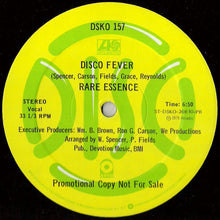 DSKO 157
DISCO FEVER
(Spencer, Carson, Fields, Grace, Reynolds)
RARE ESSENCE
STEREO
Vocal
33 1/3 RPM
Time: 6:50
Executive Producers: Wm. B. Brown, Ron G. Carson, We Productions
Arranged by W. Spencer, P. Fields
Pub.; Devotion Music, BMI
Promotional Copy Not For Sale